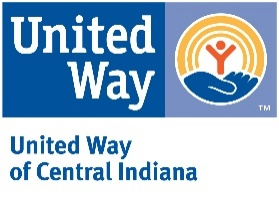 United
Way
TM
United Way
of Central Indiana